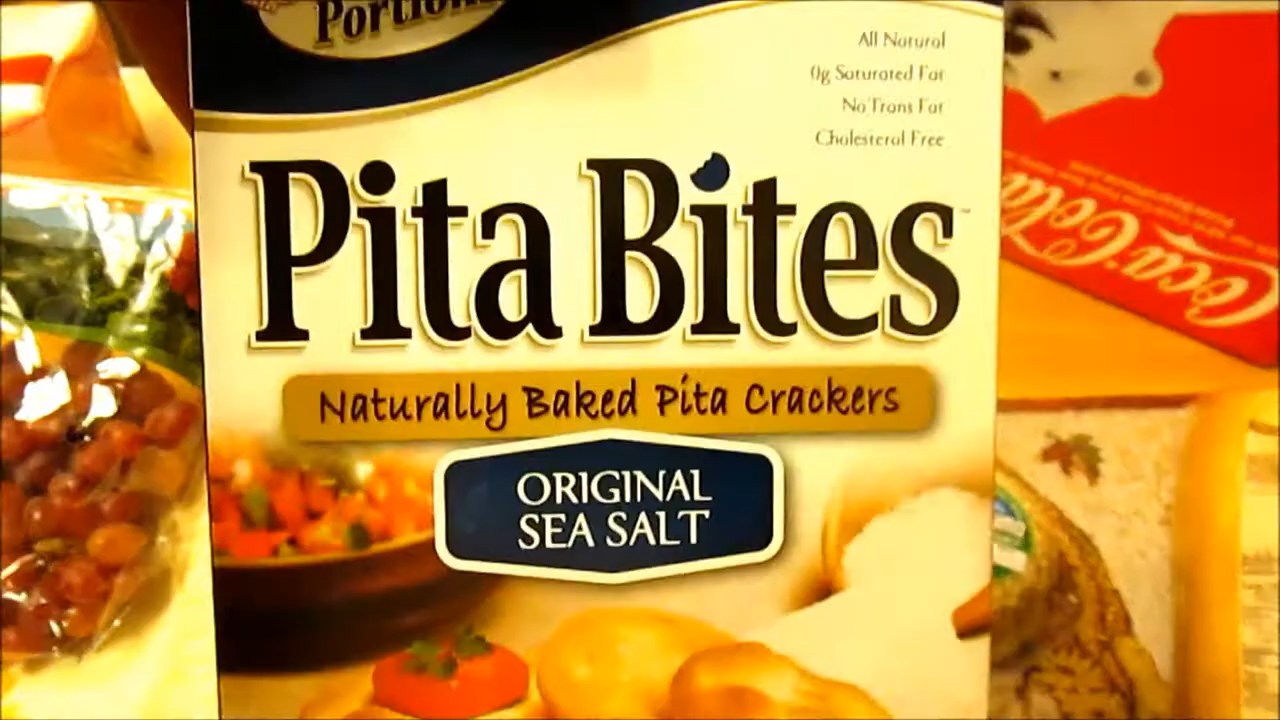 Portion
All Natural
0g Saturated Fat
No Trans Fat
Cholesterol Free
Pita Bites™
Naturally Baked Pita Crackers
ORIGINAL
SEA SALT
Coca-Cola